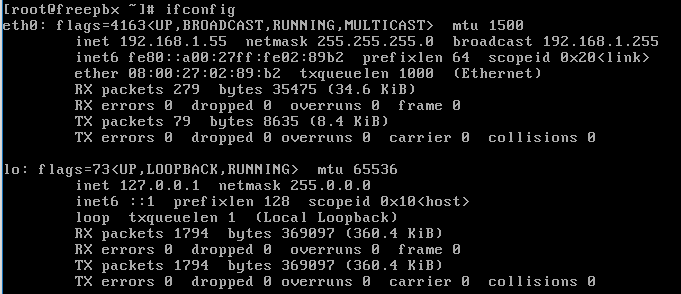 [root@freepbx ~]# ifconfig
eth0: flags=4163<UP,BROADCAST,RUNNING,MULTICAST>  mtu 1500
        inet 192.168.1.55  netmask 255.255.255.0  broadcast 192.168.1.255
        inet6 fe80::a00:27ff:fe02:89b2  prefixlen 64  scopeid 0x20<link>
        ether 08:00:27:02:89:b2  txqueuelen 1000  (Ethernet)
        RX packets 279  bytes 35475 (34.6 KiB)
        RX errors 0  dropped 0  overruns 0  frame 0
        TX packets 79  bytes 8635 (8.4 KiB)
        TX errors 0  dropped 0 overruns 0  carrier 0  collisions 0

lo: flags=73<UP,LOOPBACK,RUNNING>  mtu 65536
        inet 127.0.0.1  netmask 255.0.0.0
        inet6 ::1  prefixlen 128  scopeid 0x10<host>
        loop  txqueuelen 1  (Local Loopback)
        RX packets 1794  bytes 369097 (360.4 KiB)
        RX errors 0  dropped 0  overruns 0  frame 0
        TX packets 1794  bytes 369097 (360.4 KiB)
        TX errors 0  dropped 0 overruns 0  carrier 0  collisions 0